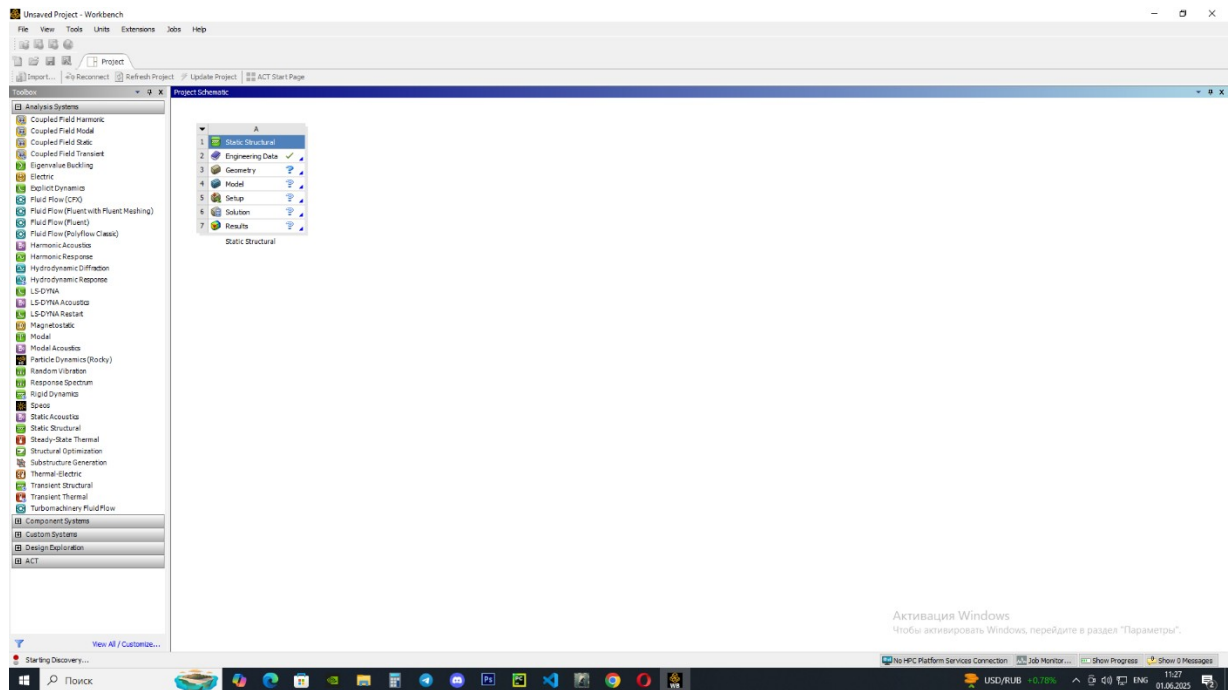 Unsaved Project - Workbench
File View Tools Units Extensions Jobs Help
Project
Import... Reconnect Refresh Project Update Project ACT Start Page
Toolbox
Project Schematic
Analysis Systems
Coupled Field Harmonic
Coupled Field Modal
Coupled Field Static
Coupled Field Transient
Eigenvalue Buckling
Electric
Explicit Dynamics
Fluid Flow (CFX)
Fluid Flow (Fluent with Fluent Meshing)
Fluid Flow (Fluent)
Fluid Flow (Polyflow Classic)
Harmonic Acoustics
Harmonic Response
Hydrodynamic Diffraction
Hydrodynamic Response
LS-DYNA
LS-DYNA Acoustics
LS-DYNA Restart
Magnetostatic
Modal
Modal Acoustics
Particle Dynamics (Rocky)
Random Vibration
Response Spectrum
Rigid Dynamics
Speos
Static Acoustics
Static Structural
Steady-State Thermal
Structural Optimization
Substructure Generation
Thermal-Electric
Transient Structural
Transient Thermal
Turbomachinery Fluid Flow
Component Systems
Custom Systems
Design Exploration
ACT
View All / Customize...
A
1 Static Structural
2 Engineering Data
3 Geometry
4 Model
5 Setup
6 Solution
7 Results
Static Structural
Активация Windows
Чтобы активировать Windows, перейдите в раздел "Параметры".
Starting Discovery...
No HPC Platform Services Connection Job Monitor... Show Progress Show 0 Messages
Поиск
USD/RUB +0.78% ENG 11:27
01.06.2025